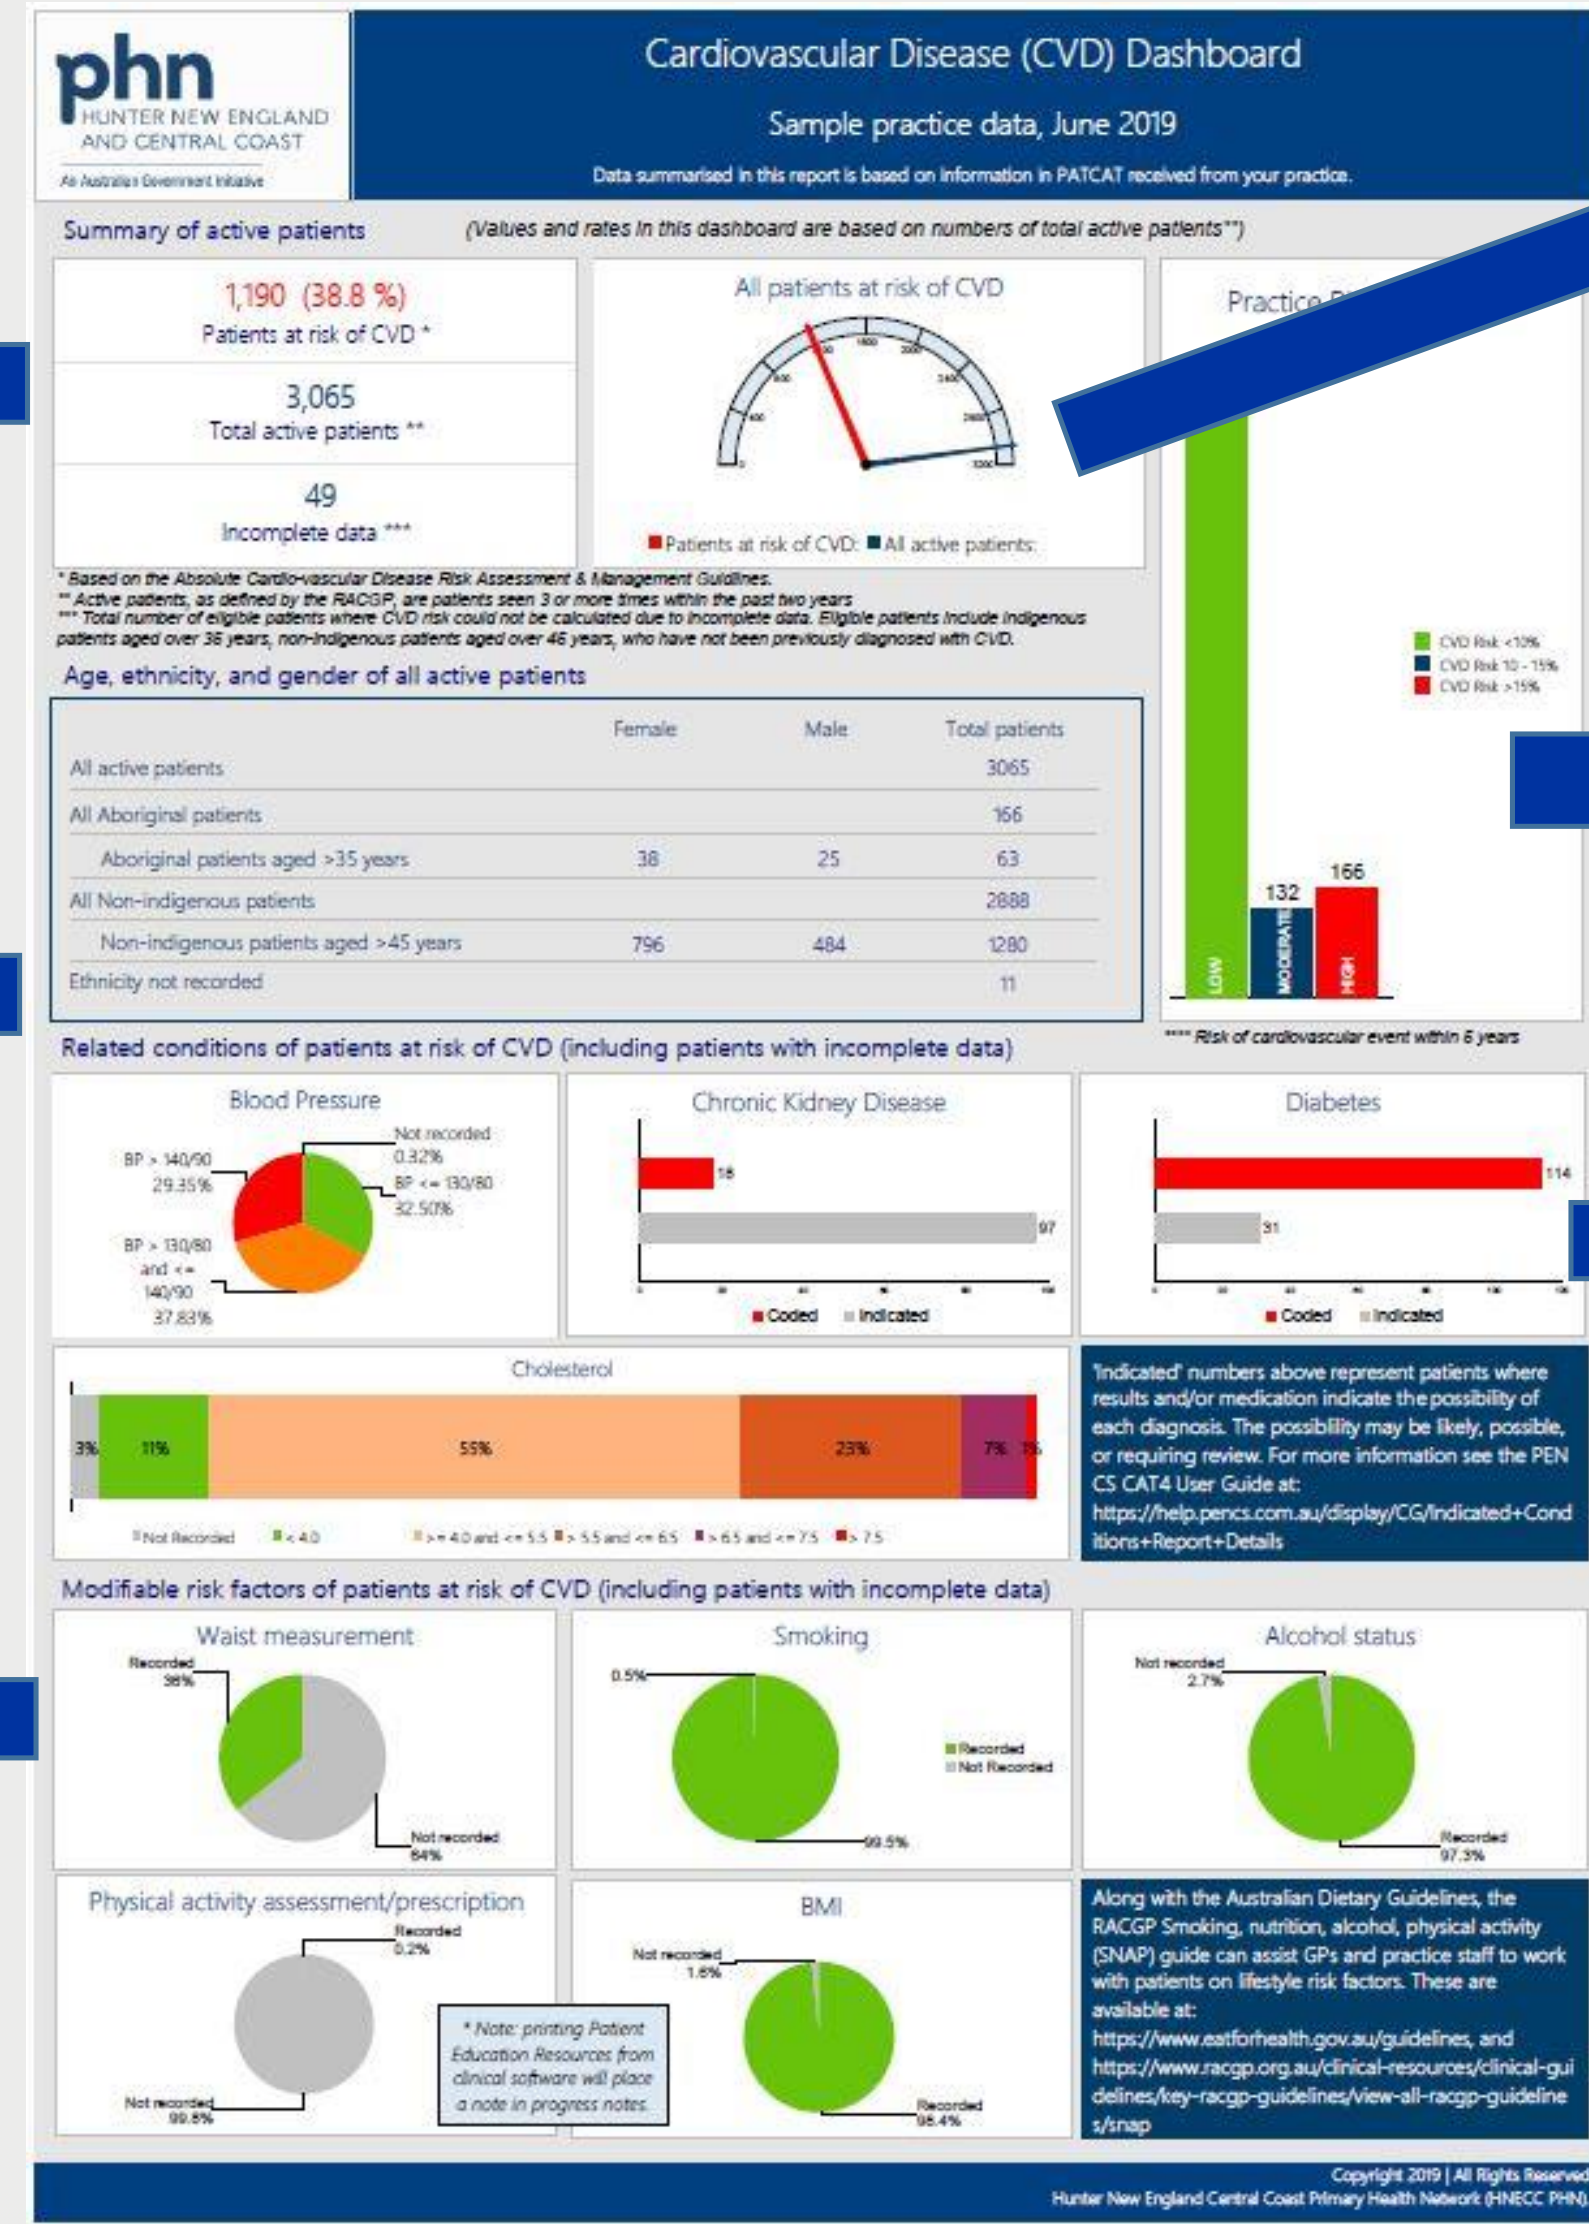 phn
HUNTER NEW ENGLAND
AND CENTRAL COAST
An Australian Government Initiative
Cardiovascular Disease (CVD) Dashboard
Sample practice data, June 2019
Data summarised in this report is based on information in PATCAT received from your practice.
Summary of active patients
(Values and rates in this dashboard are based on numbers of total active patients**)
1,190 (38.8 %)
Patients at risk of CVD *
3,065
Total active patients **
49
Incomplete data ***
All patients at risk of CVD
Patients at risk of CVD: All active patients:
Practice
* Based on the Absolute Cardio-vascular Disease Risk Assessment & Management Guidlines.
** Active patients, as defined by the RACGP, are patients seen 3 or more times within the past two years
*** Total number of eligible patients where CVD risk could not be calculated due to incomplete data. Eligible patients include indigenous
patients aged over 36 years, non-indigenous patients aged over 46 years, who have not been previously diagnosed with CVD.
CVD Risk <10%
CVD Risk 10 - 15%
CVD Risk >15%
132
166
LOW
MODERATE
HIGH
**** Risk of cardiovascular event within 5 years
Age, ethnicity, and gender of all active patients
Female Male Total patients
All active patients 3065
All Aboriginal patients 166
Aboriginal patients aged >35 years 38 25 63
All Non-indigenous patients 2888
Non-indigenous patients aged >45 years 796 484 1280
Ethnicity not recorded 11
Related conditions of patients at risk of CVD (including patients with incomplete data)
Blood Pressure
Not recorded
0.32%
BP <= 130/80
32.50%
BP > 140/90
29.35%
BP > 130/80
and <=
140/90
37.83%
Chronic Kidney Disease
18
97
Coded Indicated
Diabetes
114
31
Coded Indicated
Cholesterol
3% 11% 55% 23% 7% 1%
Not Recorded < 4.0 >= 4.0 and <= 5.5 > 5.5 and <= 6.5 > 6.5 and <= 7.5 > 7.5
'Indicated' numbers above represent patients where
results and/or medication indicate the possibility of
each diagnosis. The possibility may be likely, possible,
or requiring review. For more information see the PEN
CS CAT4 User Guide at:
https://help.pencs.com.au/display/CG/Indicated+Cond
itions+Report+Details
Modifiable risk factors of patients at risk of CVD (including patients with incomplete data)
Waist measurement
Recorded
36%
Not recorded
64%
Smoking
0.5%
Recorded
Not Recorded
99.5%
Alcohol status
Not recorded
2.7%
Recorded
97.3%
Physical activity assessment/prescription
Recorded
0.2%
Not recorded
99.8%
* Note: printing Patient
Education Resources from
clinical software will place
a note in progress notes.
BMI
Not recorded
1.6%
Recorded
98.4%
Along with the Australian Dietary Guidelines, the
RACGP Smoking, nutrition, alcohol, physical activity
(SNAP) guide can assist GPs and practice staff to work
with patients on lifestyle risk factors. These are
available at:
https://www.eatforhealth.gov.au/guidelines, and
https://www.racgp.org.au/clinical-resources/clinical-gui
delines/key-racgp-guidelines/view-all-racgp-guideline
s/snap
Copyright 2019 | All Rights Reserved
Hunter New England Central Coast Primary Health Network (HNECC PHN).